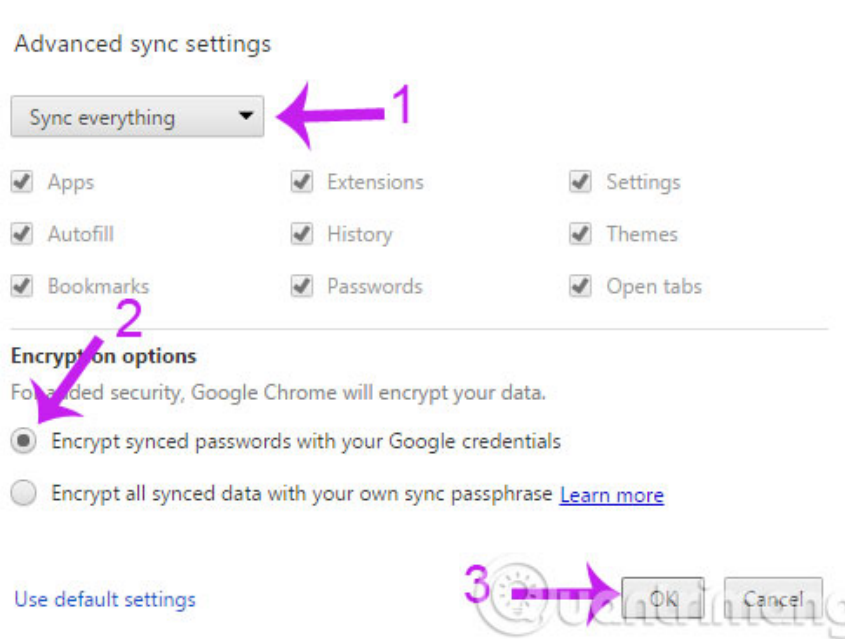 Advanced sync settings
Sync everything 1
Apps Extensions Settings
Autofill History Themes
Bookmarks Passwords Open tabs
2
Encryption options
For added security, Google Chrome will encrypt your data.
Encrypt synced passwords with your Google credentials
Encrypt all synced data with your own sync passphrase Learn more
Use default settings 3 OK Cancel
Quantrimang